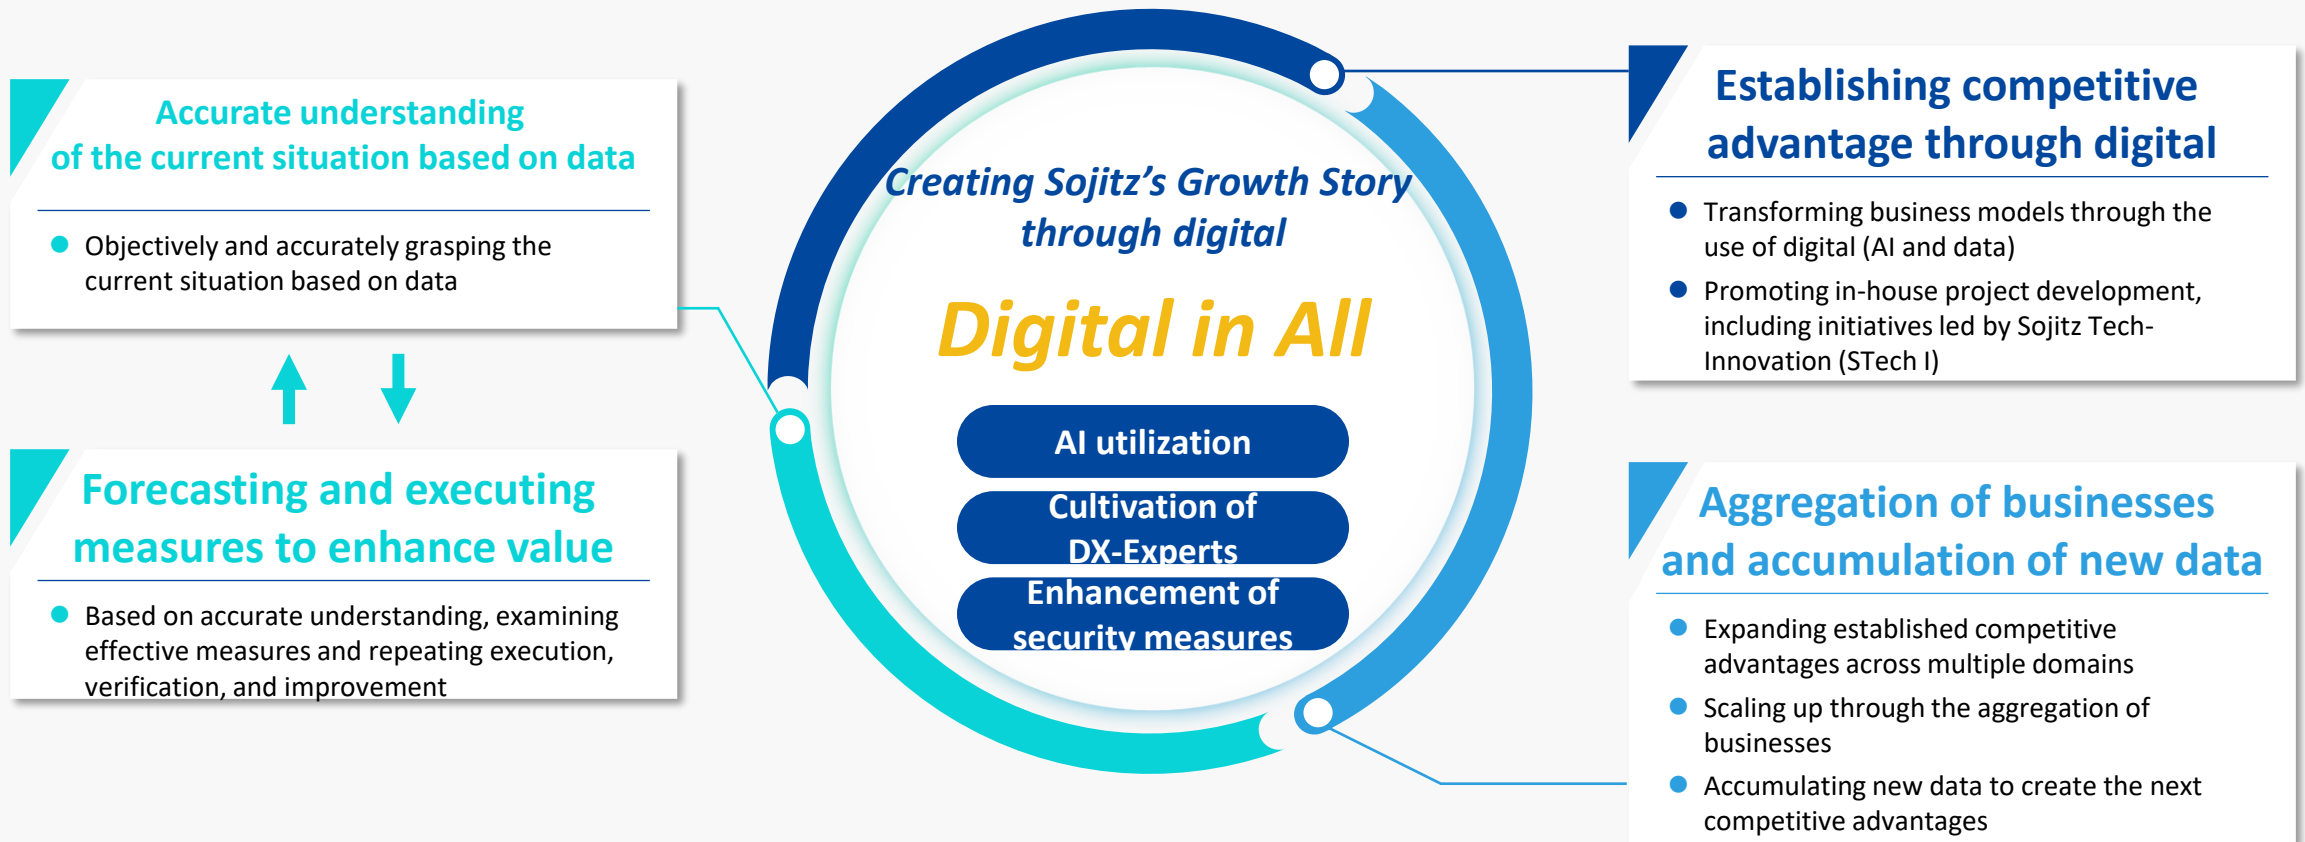 Accurate understanding
of the current situation based on data
Objectively and accurately grasping the
current situation based on data
Forecasting and executing
measures to enhance value
Based on accurate understanding, examining
effective measures and repeating execution,
verification, and improvement
Creating Sojitz’s Growth Story
through digital
Digital in All
AI utilization
Cultivation of
DX-Experts
Enhancement of
security measures
Establishing competitive
advantage through digital
Transforming business models through the
use of digital (AI and data)
Promoting in-house project development,
including initiatives led by Sojitz Tech-
Innovation (STech I)
Aggregation of businesses
and accumulation of new data
Expanding established competitive
advantages across multiple domains
Scaling up through the aggregation of
businesses
Accumulating new data to create the next
competitive advantages